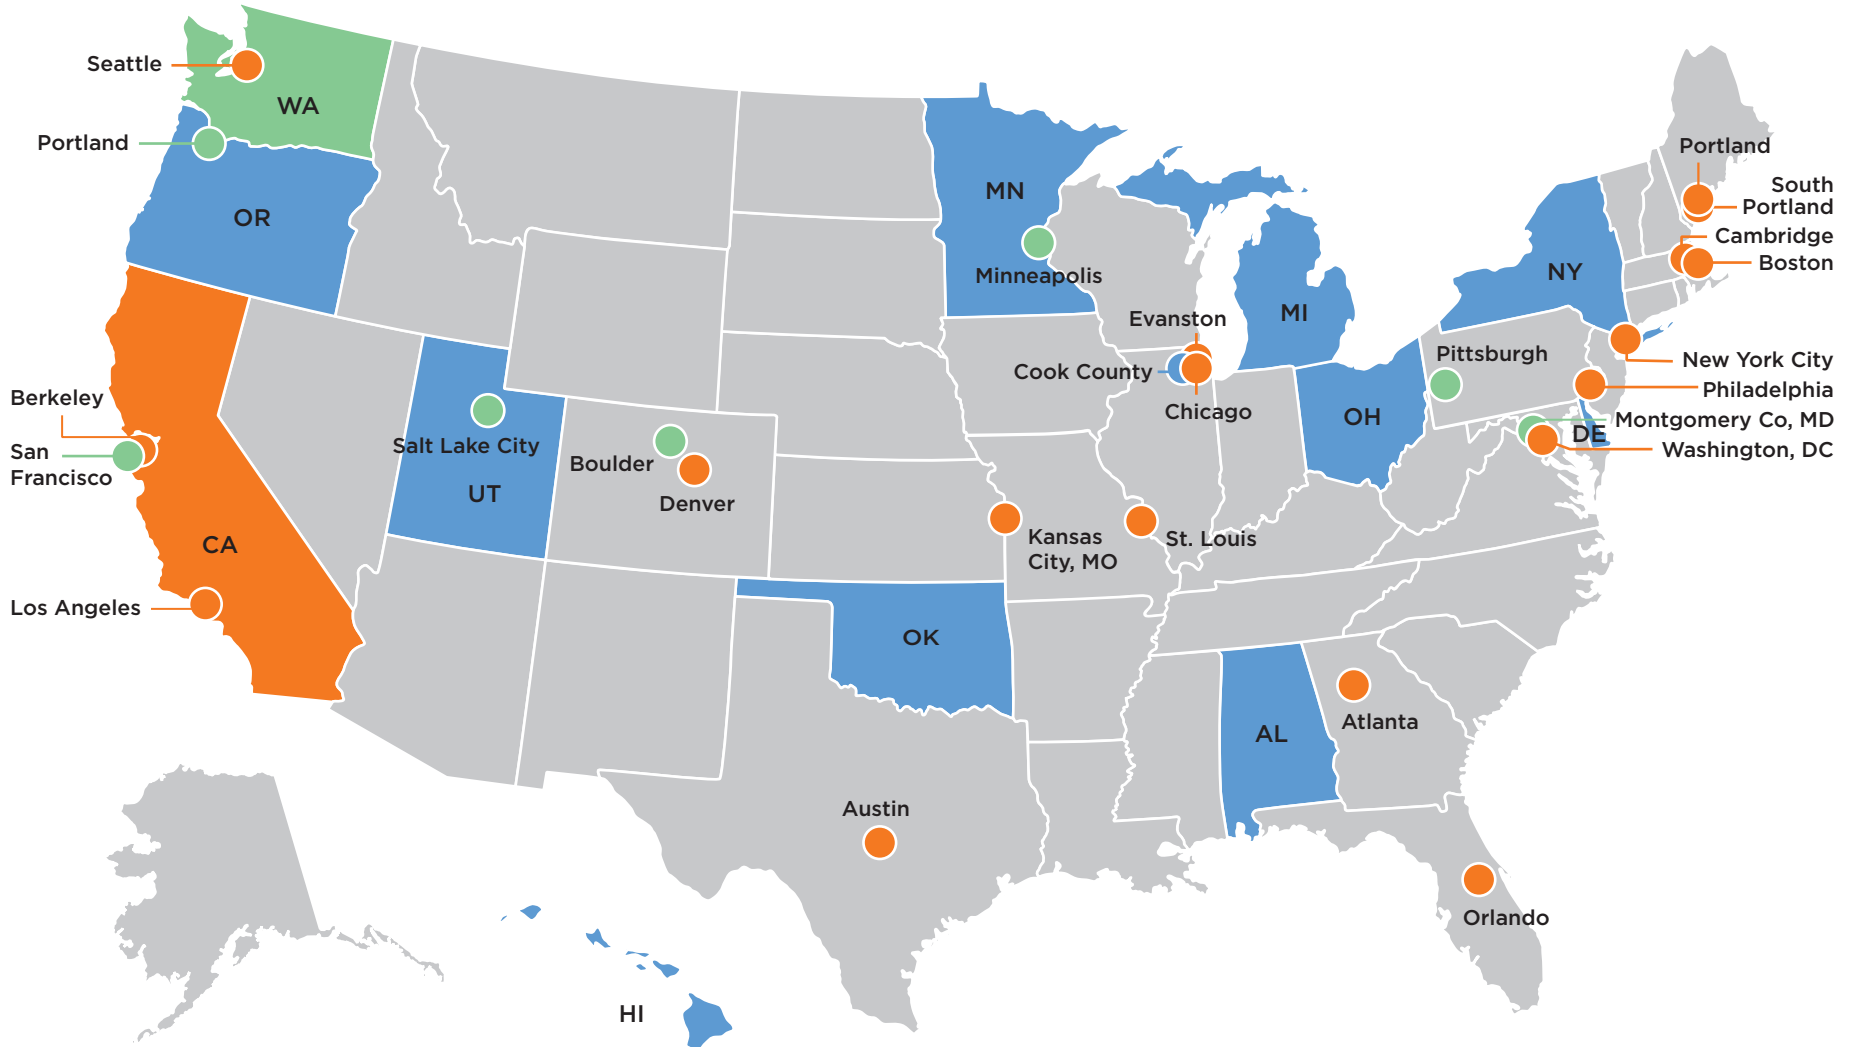 Seattle
WA
Portland
OR
Berkeley
San
Francisco
CA
Los Angeles
Salt Lake City
UT
Boulder
Denver
MN
Minneapolis
Evanston
Cook County
Chicago
MI
OH
Kansas
City, MO
St. Louis
OK
AL
Atlanta
Austin
Orlando
HI
NY
Pittsburgh
DE
Portland
South
Portland
Cambridge
Boston
New York City
Philadelphia
Montgomery Co, MD
Washington, DC